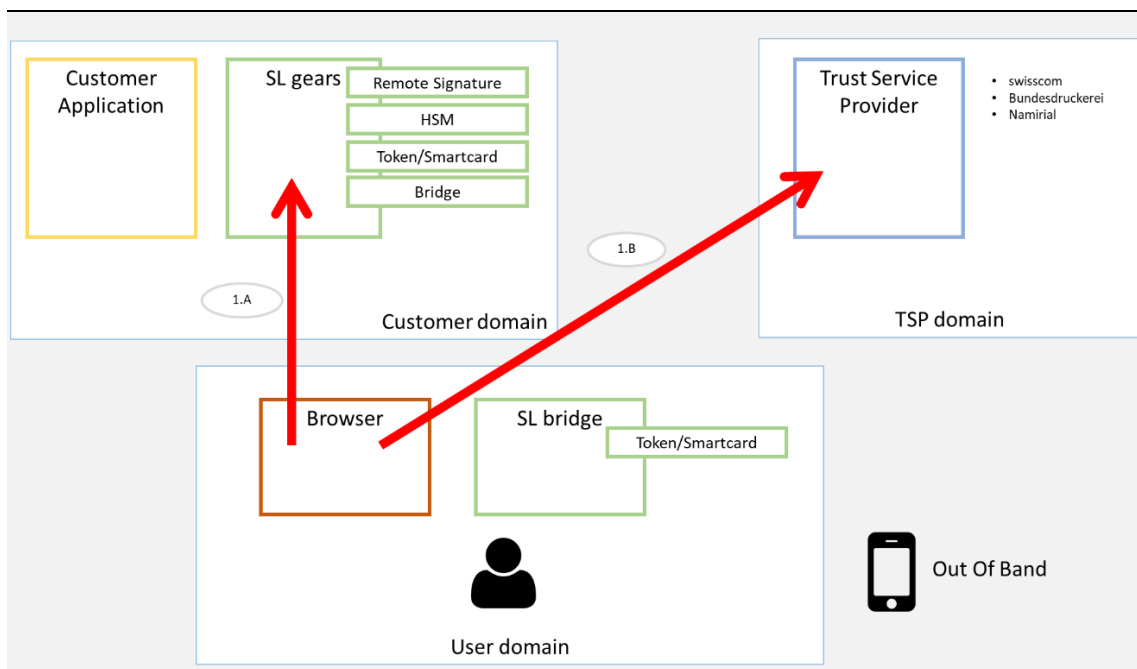 Customer
Application
SL gears
Remote Signature
HSM
Token/Smartcard
Bridge
1.A
Customer domain
1.B
Trust Service
Provider
• swisscom
• Bundesdruckerei
• Namirial
TSP domain
Browser
SL bridge
Token/Smartcard
User domain
Out Of Band